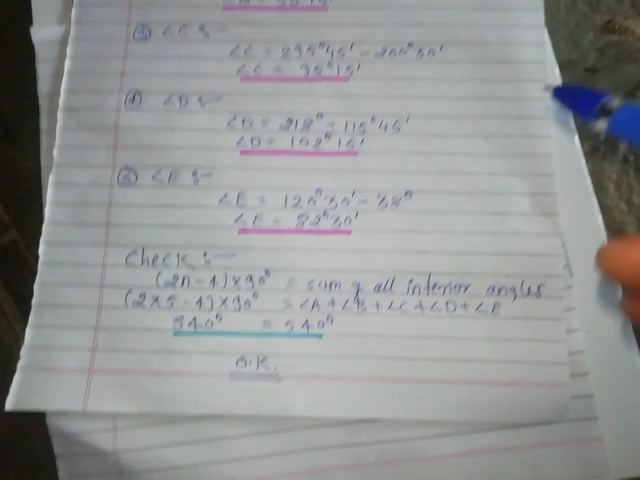 ③ ∠C :-
∠C = 295°45' - 200°30'
∠C = 95°15'
④ ∠D :-
∠D = 218° - 115°45'
∠D = 102°15'
⑤ ∠E :-
∠E = 120°30' - 38°
∠E = 82°30'
Check :-
(2n-4)×90° = sum of all interior angles
(2×5-4)×90° = ∠A+∠B+∠C+∠D+∠E
540° = 540°
O.K.